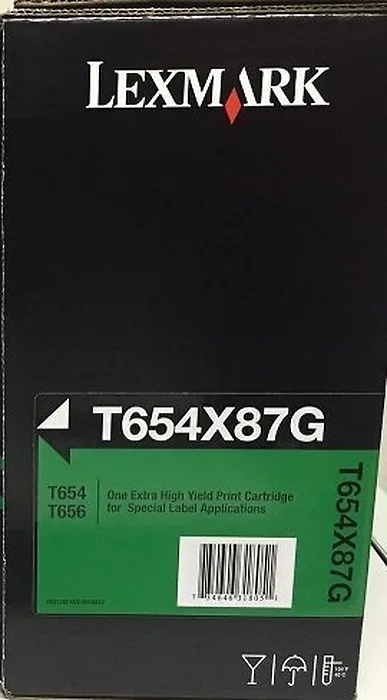 LEXMARK
T654X87G
T654
T656
One Extra High Yield Print Cartridge
for Special Label Applications
T654X87G